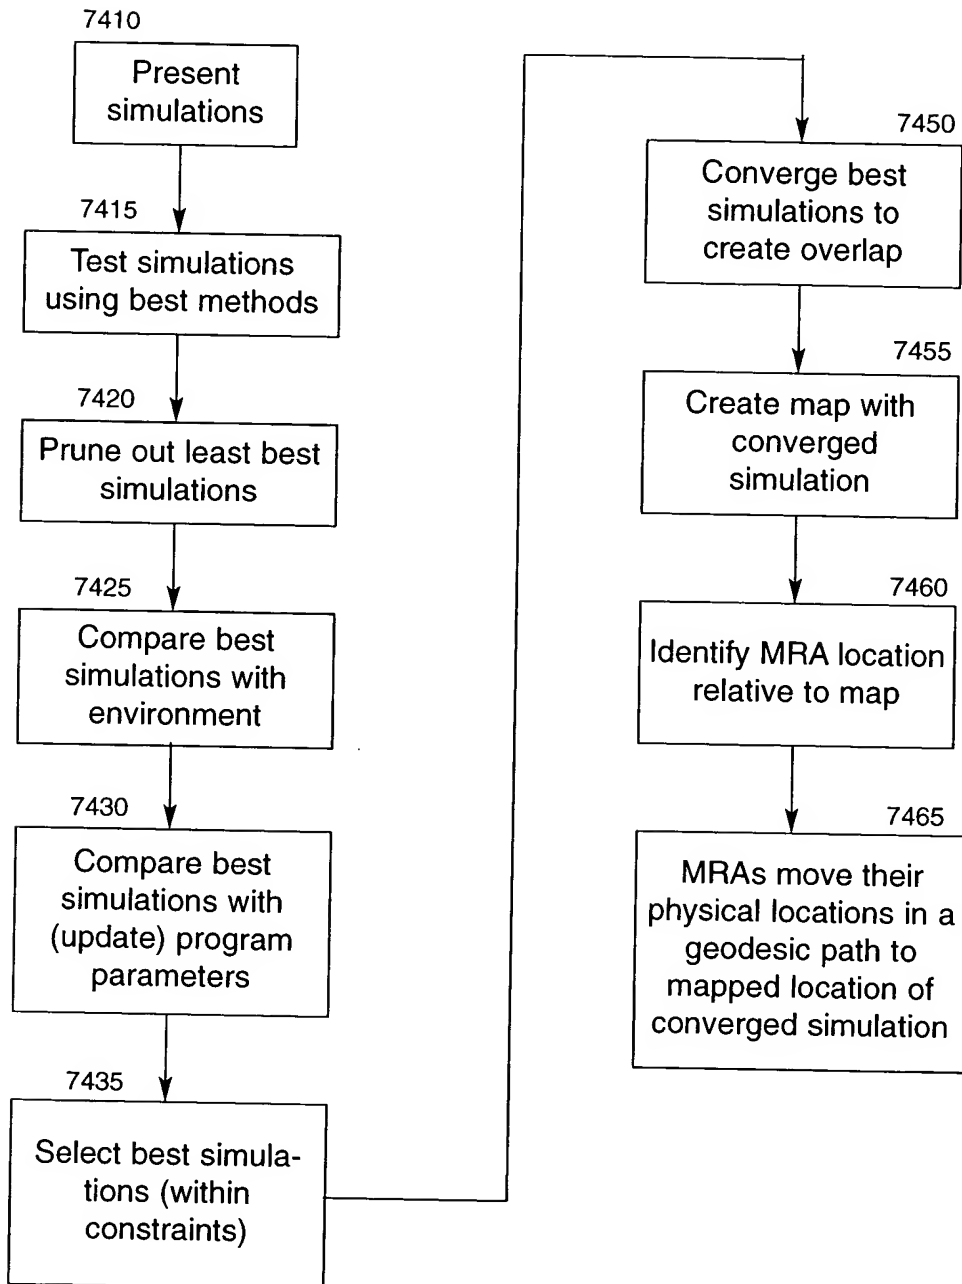 7410
Present
simulations
7415
Test simulations
using best methods
7420
Prune out least best
simulations
7425
Compare best
simulations with
environment
7430
Compare best
simulations with
(update) program
parameters
7435
Select best simula-
tions (within
constraints)
7450
Converge best
simulations to
create overlap
7455
Create map with
converged
simulation
7460
Identify MRA location
relative to map
7465
MRAs move their
physical locations in a
geodesic path to
mapped location of
converged simulation